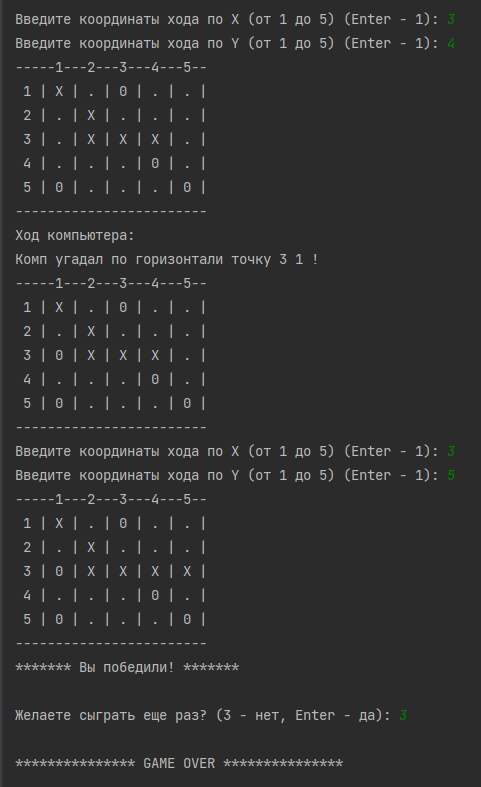 Введите координаты хода по X (от 1 до 5) (Enter - 1): 3
Введите координаты хода по Y (от 1 до 5) (Enter - 1): 4
-----1---2---3---4---5--
 1 | X | . | 0 | . | . |
 2 | . | X | . | . | . |
 3 | . | X | X | X | . |
 4 | . | . | . | 0 | . |
 5 | 0 | . | . | . | 0 |
------------------------
Ход компьютера:
Комп угадал по горизонтали точку 3 1 !
-----1---2---3---4---5--
 1 | X | . | 0 | . | . |
 2 | . | X | . | . | . |
 3 | 0 | X | X | X | . |
 4 | . | . | . | 0 | . |
 5 | 0 | . | . | . | 0 |
------------------------
Введите координаты хода по X (от 1 до 5) (Enter - 1): 3
Введите координаты хода по Y (от 1 до 5) (Enter - 1): 5
-----1---2---3---4---5--
 1 | X | . | 0 | . | . |
 2 | . | X | . | . | . |
 3 | 0 | X | X | X | X |
 4 | . | . | . | 0 | . |
 5 | 0 | . | . | . | 0 |
------------------------
******* Вы победили! *******
Желаете сыграть еще раз? (3 - нет, Enter - да): 3
*************** GAME OVER ***************